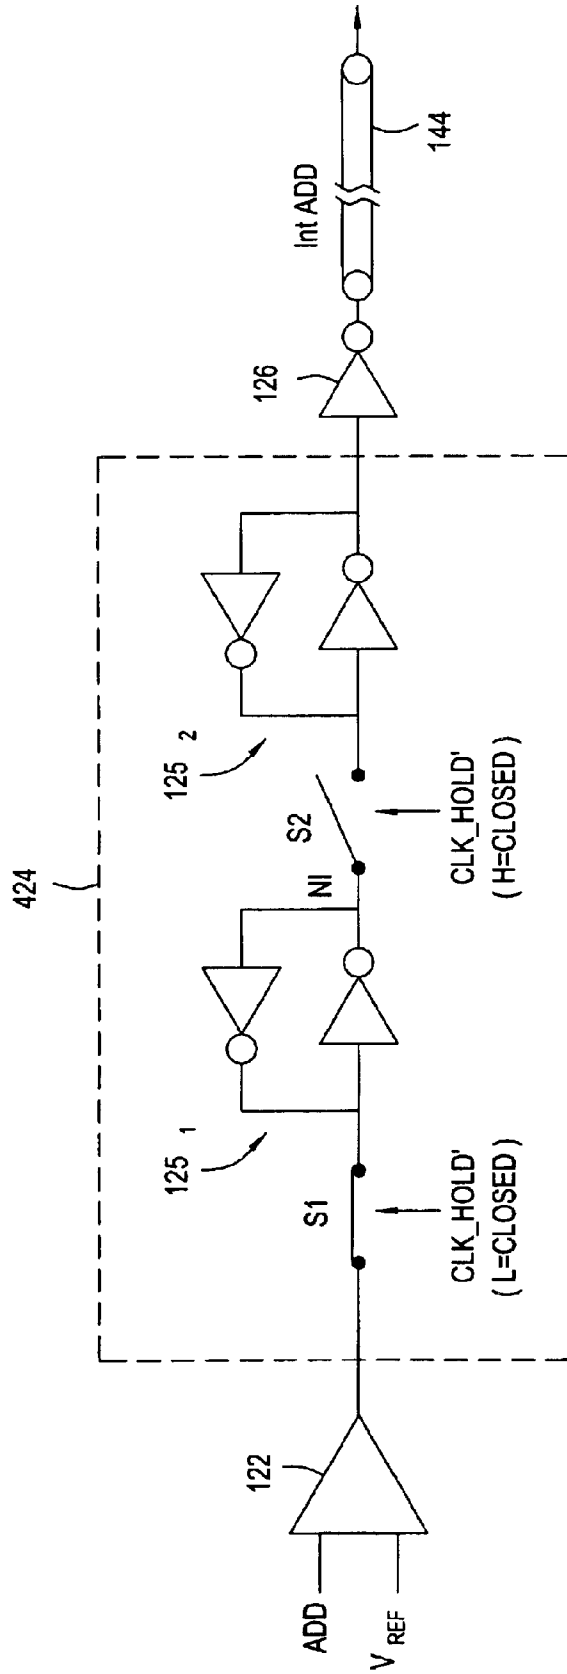 424
122
ADD
V REF
125 1
S1
CLK_HOLD'
( L=CLOSED )
NI
S2
125 2
CLK_HOLD'
( H=CLOSED )
126
Int ADD
144